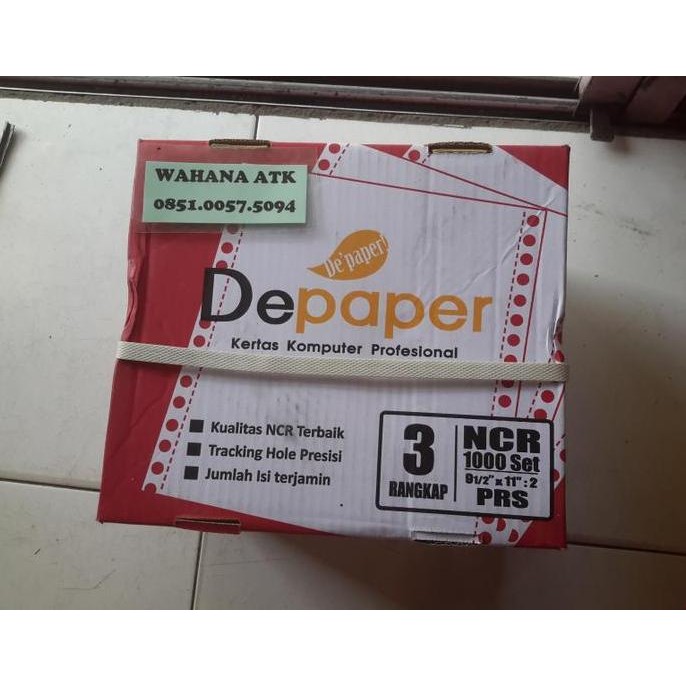 WAHANA ATK
0851.0057.5094
De'paper!
Depaper
Kertas Komputer Profesional
Kualitas NCR Terbaik
Tracking Hole Presisi
Jumlah Isi terjamin
3
RANGKAP
NCR
1000 Set
9 1/2" x 11" : 2
PRS